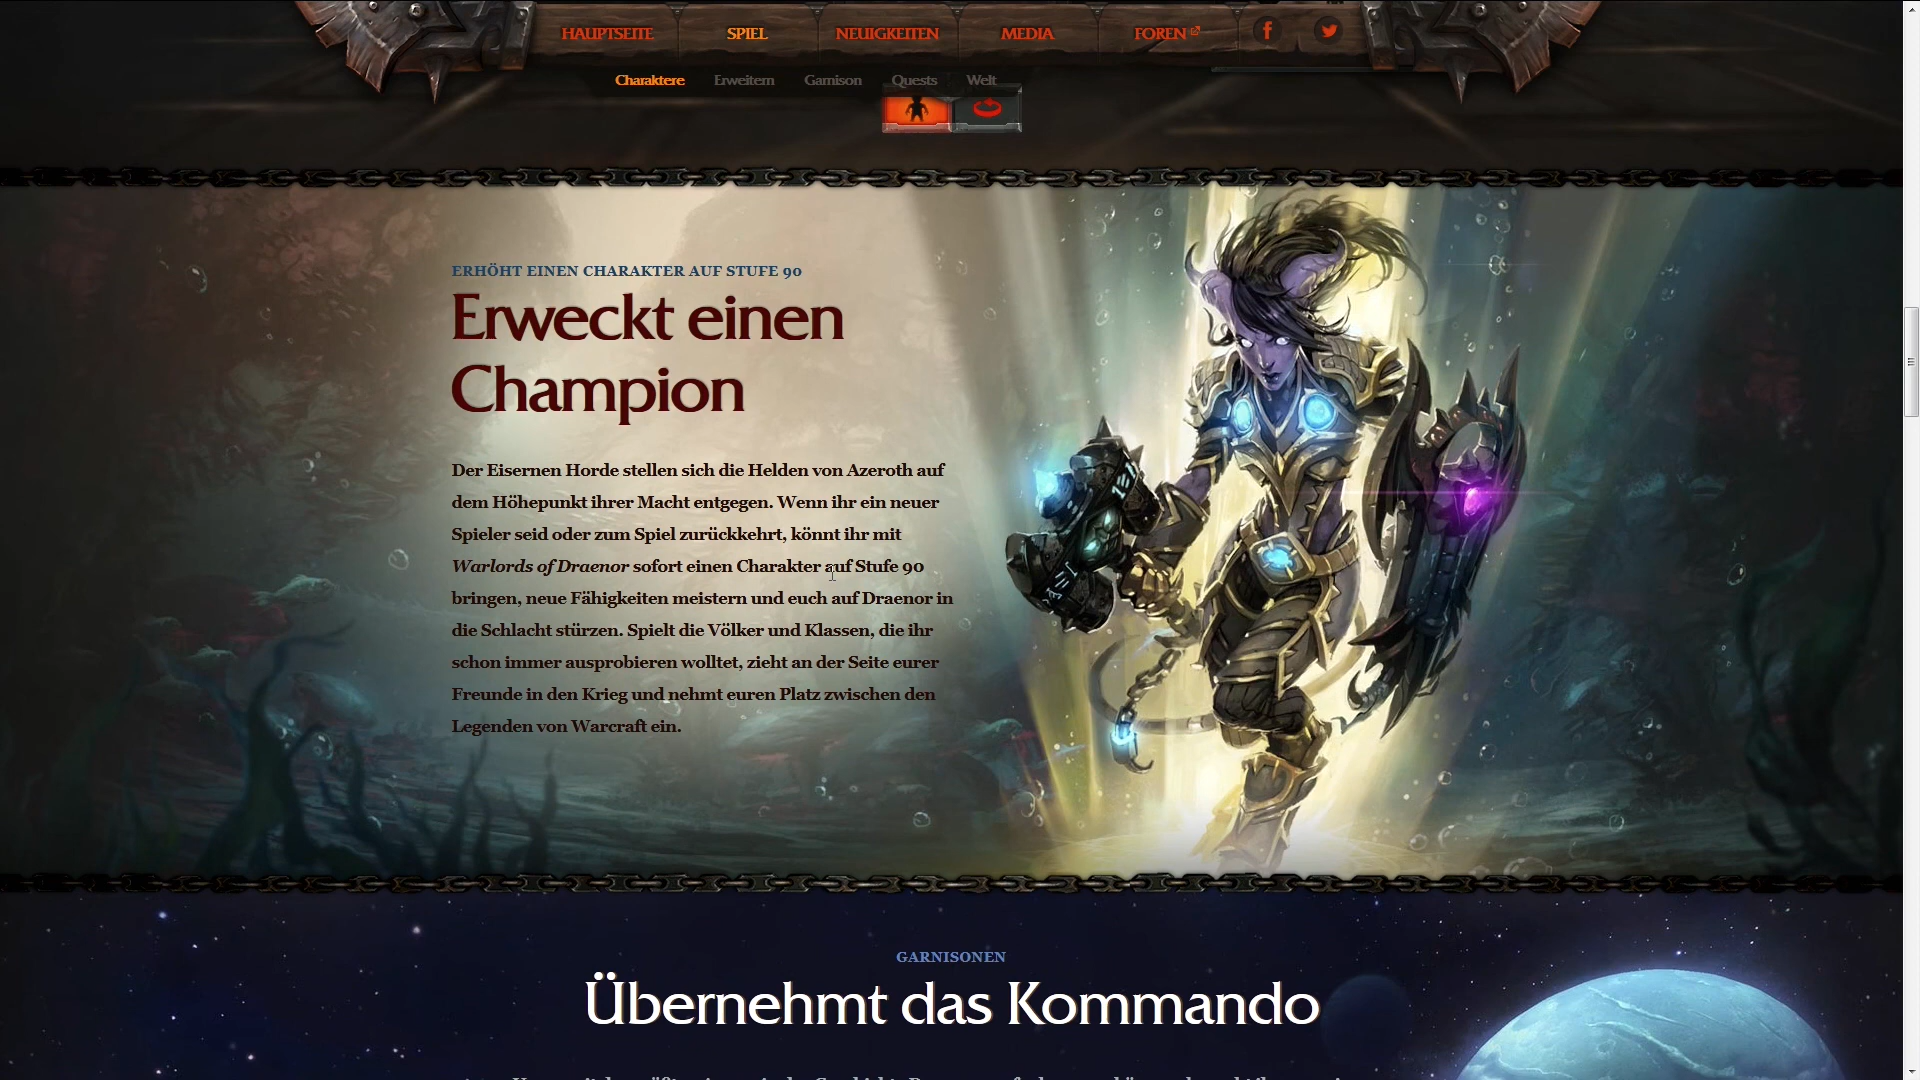 HAUPTSEITE SPIEL NEUIGKEITEN MEDIA FOREN
Charaktere Erweitern Garnison Quests Welt
ERHÖHT EINEN CHARAKTER AUF STUFE 90
Erweckt einen
Champion
Der Eisernen Horde stellen sich die Helden von Azeroth auf
dem Höhepunkt ihrer Macht entgegen. Wenn ihr ein neuer
Spieler seid oder zum Spiel zurückkehrt, könnt ihr mit
Warlords of Draenor sofort einen Charakter auf Stufe 90
bringen, neue Fähigkeiten meistern und euch auf Draenor in
die Schlacht stürzen. Spielt die Völker und Klassen, die ihr
schon immer ausprobieren wolltet, zieht an der Seite eurer
Freunde in den Krieg und nehmt euren Platz zwischen den
Legenden von Warcraft ein.
GARNISONEN
Übernehmt das Kommando